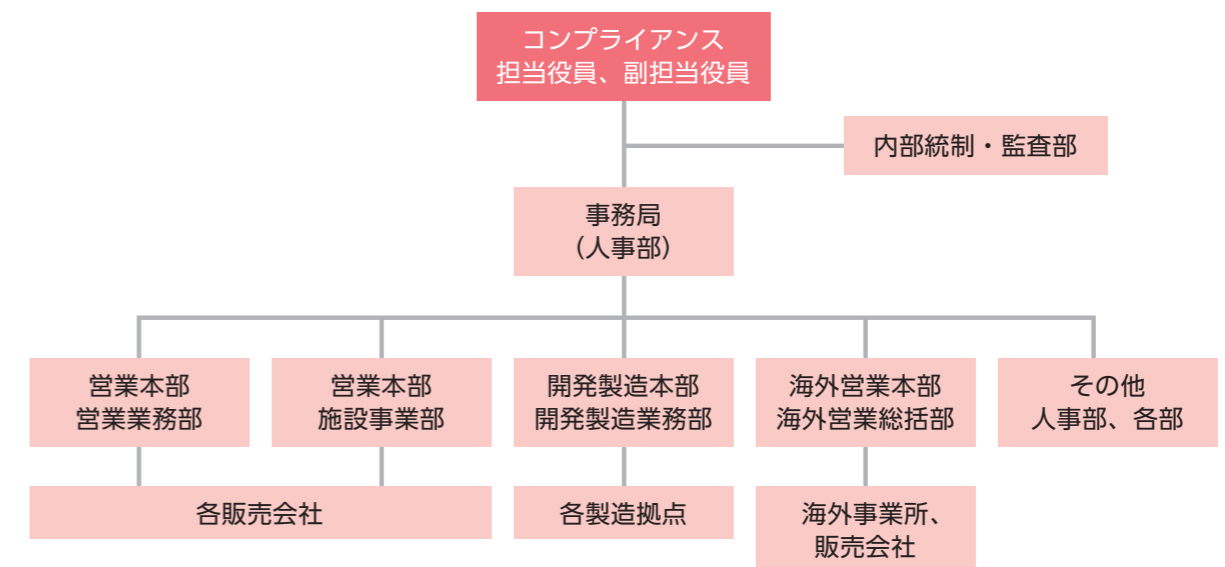 コンプライアンス
担当役員、副担当役員
内部統制・監査部
事務局
（人事部）
営業本部
営業業務部
営業本部
施設事業部
開発製造本部
開発製造業務部
海外営業本部
海外営業総括部
その他
人事部、各部
各販売会社
各製造拠点
海外事業所、
販売会社